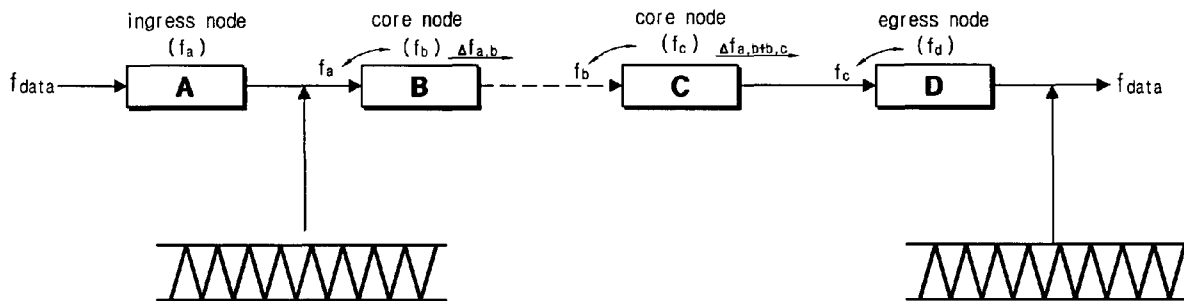 ingress node
core node
core node
egress node
(fa)
(fb)
Δfa,b
(fc)
Δfa,b+b,c
(fd)
fdata
A
fa
B
fb
C
fc
D
fdata